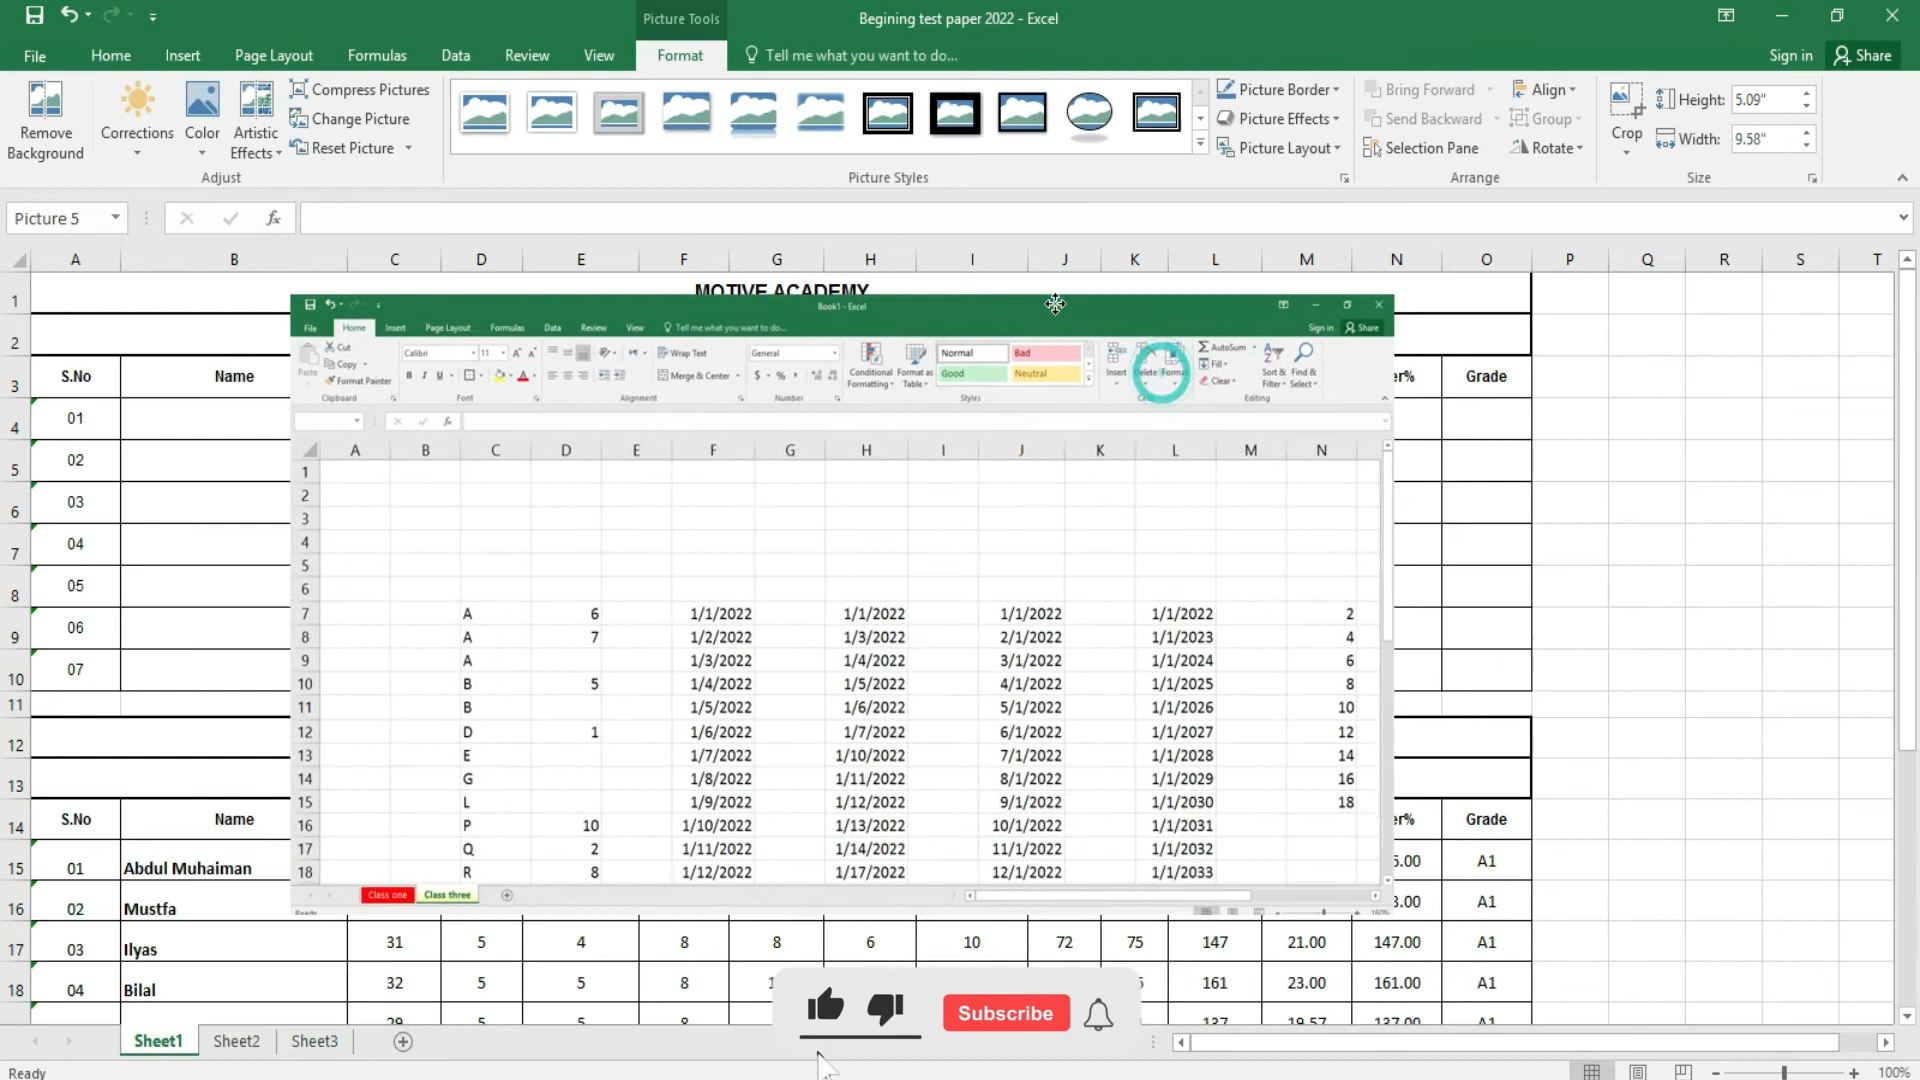 Picture Tools
Begining test paper 2022 - Excel
File Home Insert Page Layout Formulas Data Review View Format Tell me what you want to do... Sign in Share
Remove Background
Corrections
Color
Artistic Effects
Compress Pictures
Change Picture
Reset Picture
Adjust
Picture Styles
Picture Border
Picture Effects
Picture Layout
Bring Forward
Send Backward
Selection Pane
Align
Group
Rotate
Arrange
Crop
Height: 5.09"
Width: 9.58"
Size
Picture 5
fx
A B C D E F G H I J K L M N O P Q R S T
1 MOTIVE ACADEMY
2
3 S.No Name er% Grade
4 01
5 02
6 03
7 04
8 05
9 06
10 07
11
12
13
14 S.No Name er% Grade
15 01 Abdul Muhaiman 5.00 A1
16 02 Mustfa 3.00 A1
17 03 Ilyas 31 5 4 8 8 6 10 72 75 147 21.00 147.00 A1
18 04 Bilal 32 5 5 8 161 23.00 161.00 A1
29 5 5 8 137 19.57 137.00 A1
Book1 - Excel
File Home Insert Page Layout Formulas Data Review View Tell me what you want to do... Sign in Share
Paste
Cut
Copy
Format Painter
Clipboard
Calibri 11
B I U
Font
Wrap Text
Merge & Center
Alignment
General
$ % ,
Number
Conditional Formatting
Format as Table
Normal Bad
Good Neutral
Styles
Insert Delete Format
AutoSum
Fill
Clear
Sort & Filter
Find & Select
Editing
fx
A B C D E F G H I J K L M N
1
2
3
4
5
6
7 A 6 1/1/2022 1/1/2022 1/1/2022 1/1/2022 2
8 A 7 1/2/2022 1/3/2022 2/1/2022 1/1/2023 4
9 A 1/3/2022 1/4/2022 3/1/2022 1/1/2024 6
10 B 5 1/4/2022 1/5/2022 4/1/2022 1/1/2025 8
11 B 1/5/2022 1/6/2022 5/1/2022 1/1/2026 10
12 D 1 1/6/2022 1/7/2022 6/1/2022 1/1/2027 12
13 E 1/7/2022 1/10/2022 7/1/2022 1/1/2028 14
14 G 1/8/2022 1/11/2022 8/1/2022 1/1/2029 16
15 L 1/9/2022 1/12/2022 9/1/2022 1/1/2030 18
16 P 10 1/10/2022 1/13/2022 10/1/2022 1/1/2031
17 Q 2 1/11/2022 1/14/2022 11/1/2022 1/1/2032
18 R 8 1/12/2022 1/17/2022 12/1/2022 1/1/2033
Class one Class three
160%
Subscribe
Sheet1 Sheet2 Sheet3
Ready
100%